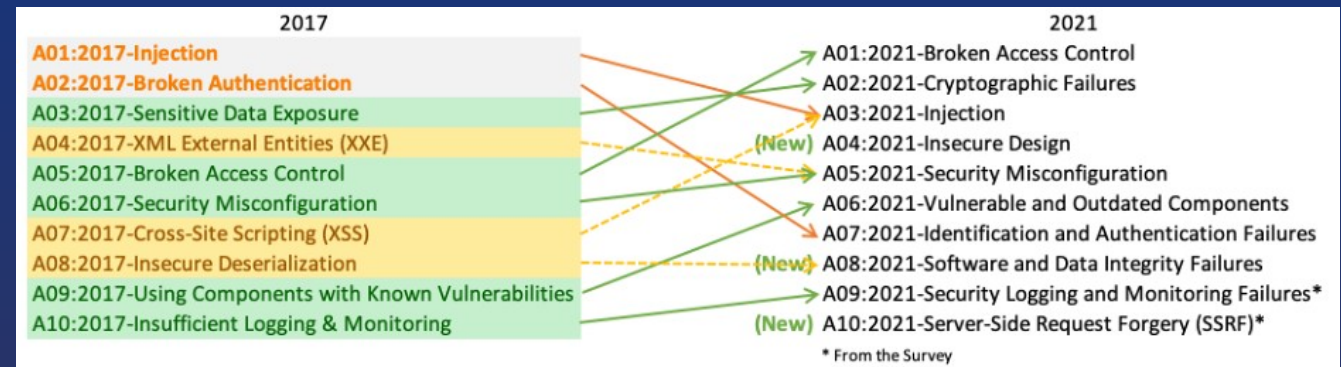 2017
A01:2017-Injection
A02:2017-Broken Authentication
A03:2017-Sensitive Data Exposure
A04:2017-XML External Entities (XXE)
A05:2017-Broken Access Control
A06:2017-Security Misconfiguration
A07:2017-Cross-Site Scripting (XSS)
A08:2017-Insecure Deserialization
A09:2017-Using Components with Known Vulnerabilities
A10:2017-Insufficient Logging & Monitoring
2021
A01:2021-Broken Access Control
A02:2021-Cryptographic Failures
A03:2021-Injection
(New) A04:2021-Insecure Design
A05:2021-Security Misconfiguration
A06:2021-Vulnerable and Outdated Components
A07:2021-Identification and Authentication Failures
(New) A08:2021-Software and Data Integrity Failures
A09:2021-Security Logging and Monitoring Failures*
(New) A10:2021-Server-Side Request Forgery (SSRF)*
* From the Survey